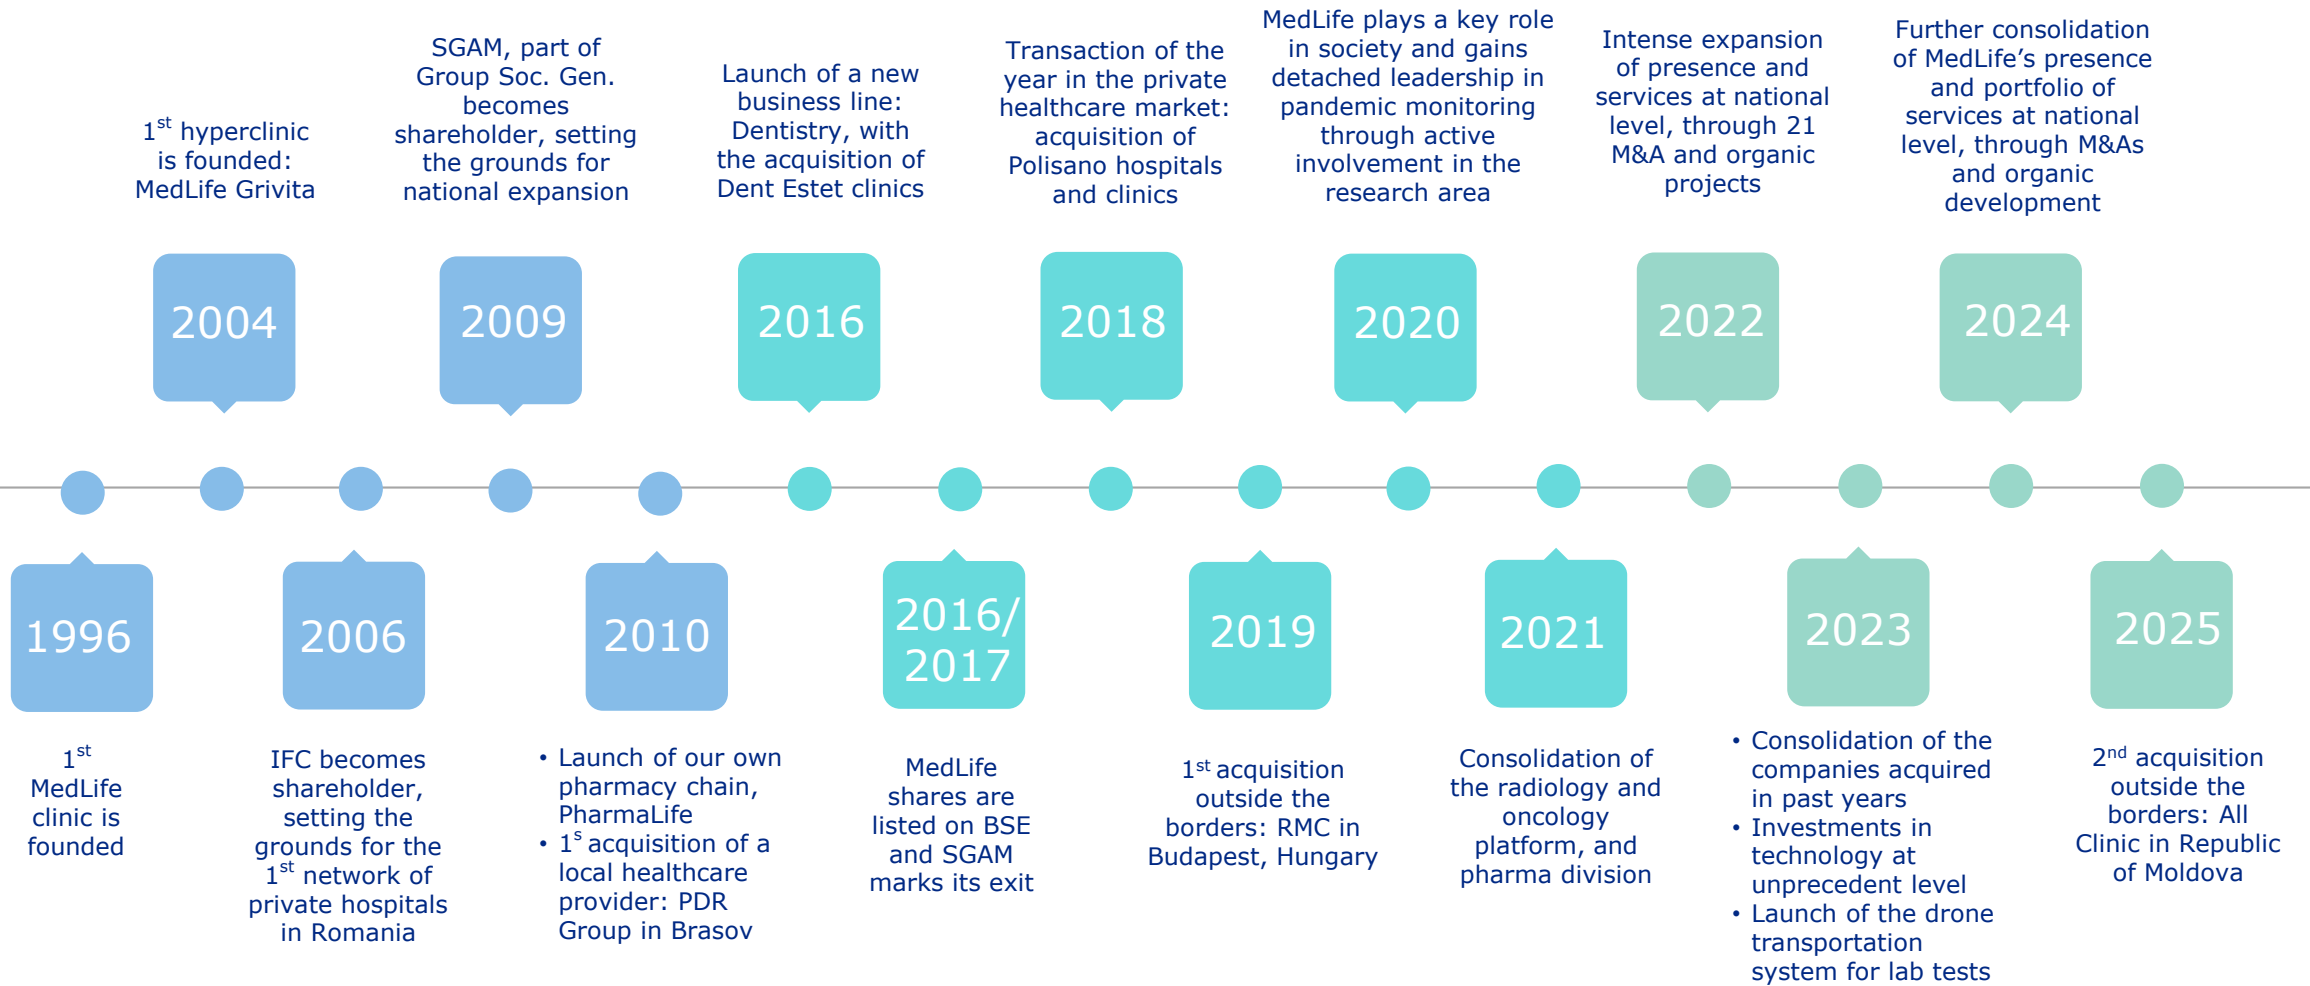 1st hyperclinic
is founded:
MedLife Grivita
2004
SGAM, part of
Group Soc. Gen.
becomes
shareholder, setting
the grounds for
national expansion
2009
Launch of a new
business line:
Dentistry, with
the acquisition of
Dent Estet clinics
2016
Transaction of the
year in the private
healthcare market:
acquisition of
Polisano hospitals
and clinics
2018
MedLife plays a key role
in society and gains
detached leadership in
pandemic monitoring
through active
involvement in the
research area
2020
Intense expansion
of presence and
services at national
level, through 21
M&A and organic
projects
2022
Further consolidation
of MedLife’s presence
and portfolio of
services at national
level, through M&As
and organic
development
2024
1996
1st
MedLife
clinic is
founded
2006
IFC becomes
shareholder,
setting the
grounds for the
1st network of
private hospitals
in Romania
2010
• Launch of our own
pharmacy chain,
PharmaLife
• 1s acquisition of a
local healthcare
provider: PDR
Group in Brasov
2016/
2017
MedLife
shares are
listed on BSE
and SGAM
marks its exit
2019
1st acquisition
outside the
borders: RMC in
Budapest, Hungary
2021
Consolidation of
the radiology and
oncology
platform, and
pharma division
2023
• Consolidation of the
companies acquired
in past years
• Investments in
technology at
unprecedent level
• Launch of the drone
transportation
system for lab tests
2025
2nd acquisition
outside the
borders: All
Clinic in Republic
of Moldova